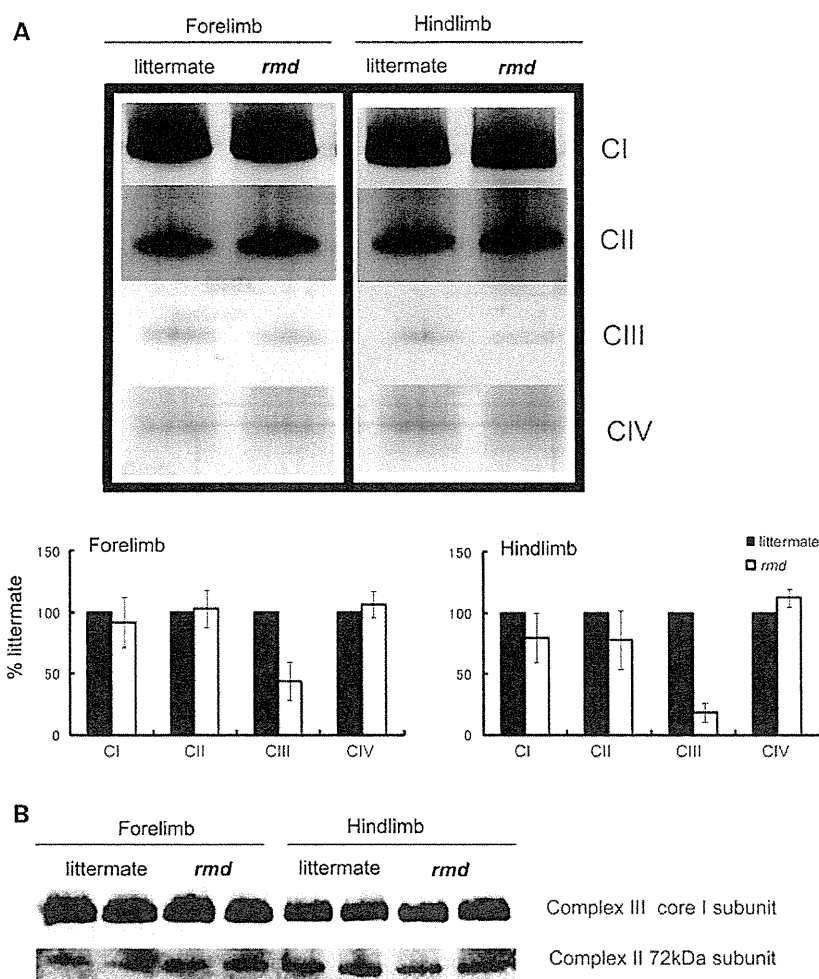 A
Forelimb Hindlimb
littermate rmd littermate rmd
CI
CII
CIII
CIV
% littermate
150
100
50
0
Forelimb
CI CII CIII CIV
150
100
50
0
Hindlimb
CI CII CIII CIV
littermate
rmd
B
Forelimb Hindlimb
littermate rmd littermate rmd
Complex III core I subunit
Complex II 72kDa subunit